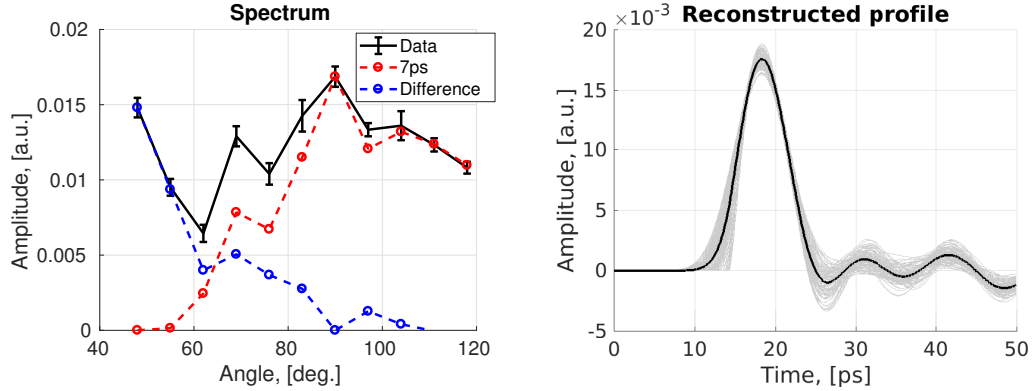 Spectrum
0.02
0.015
0.01
0.005
0
Amplitude, [a.u.]
40
60
80
100
120
Angle, [deg.]
Data
7ps
Difference
Reconstructed profile
×10⁻³
20
15
10
5
0
-5
Amplitude, [a.u.]
0
10
20
30
40
50
Time, [ps]